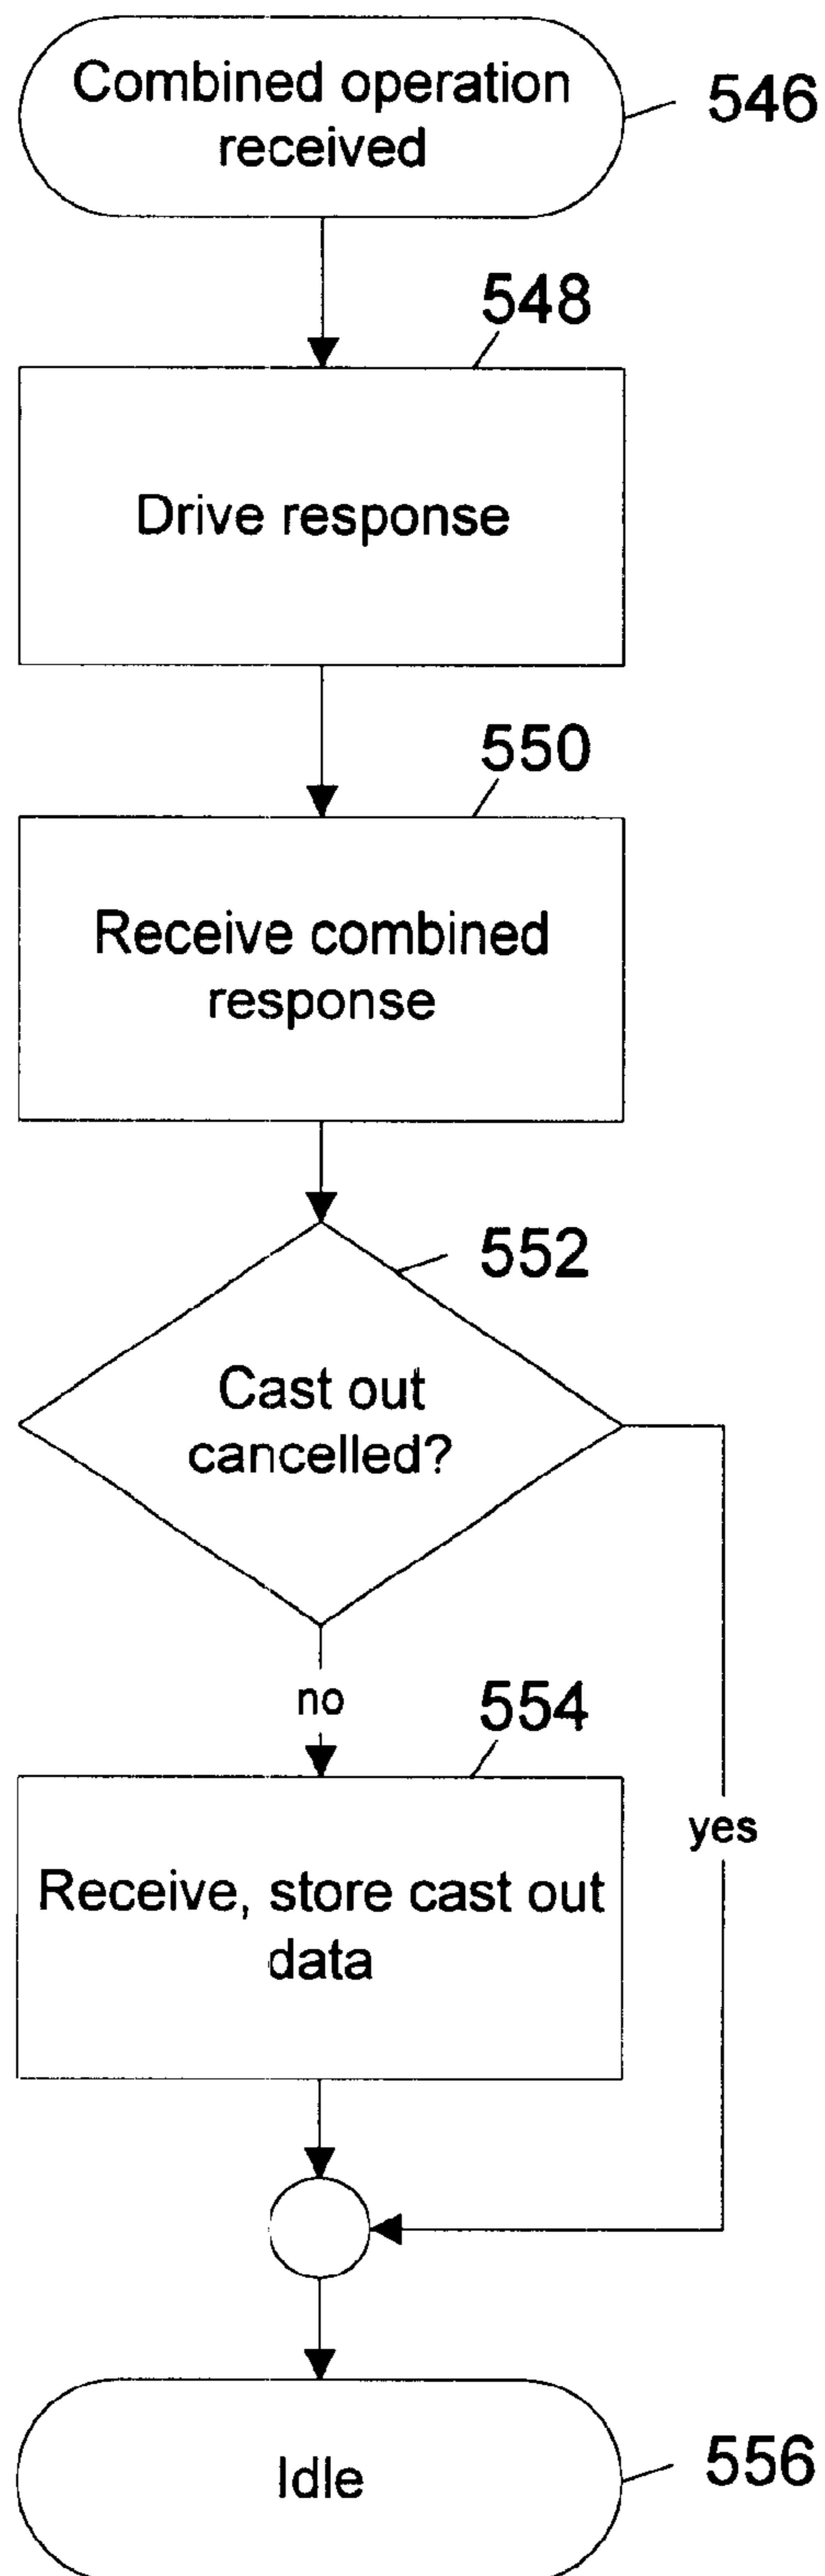 Combined operation
received
546
548
Drive response
550
Receive combined
response
552
Cast out
cancelled?
no
554
yes
Receive, store cast out
data
Idle
556